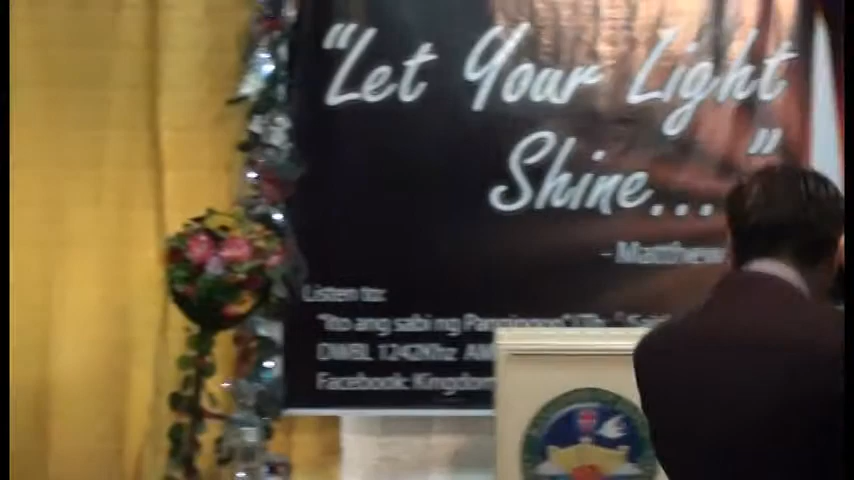 "Let Your Light
Shine..."
- Matthew
Listen to:
"Ito ang sabi ng Panginoon"
DWBL 1242Khz AM
Facebook: Kingdom